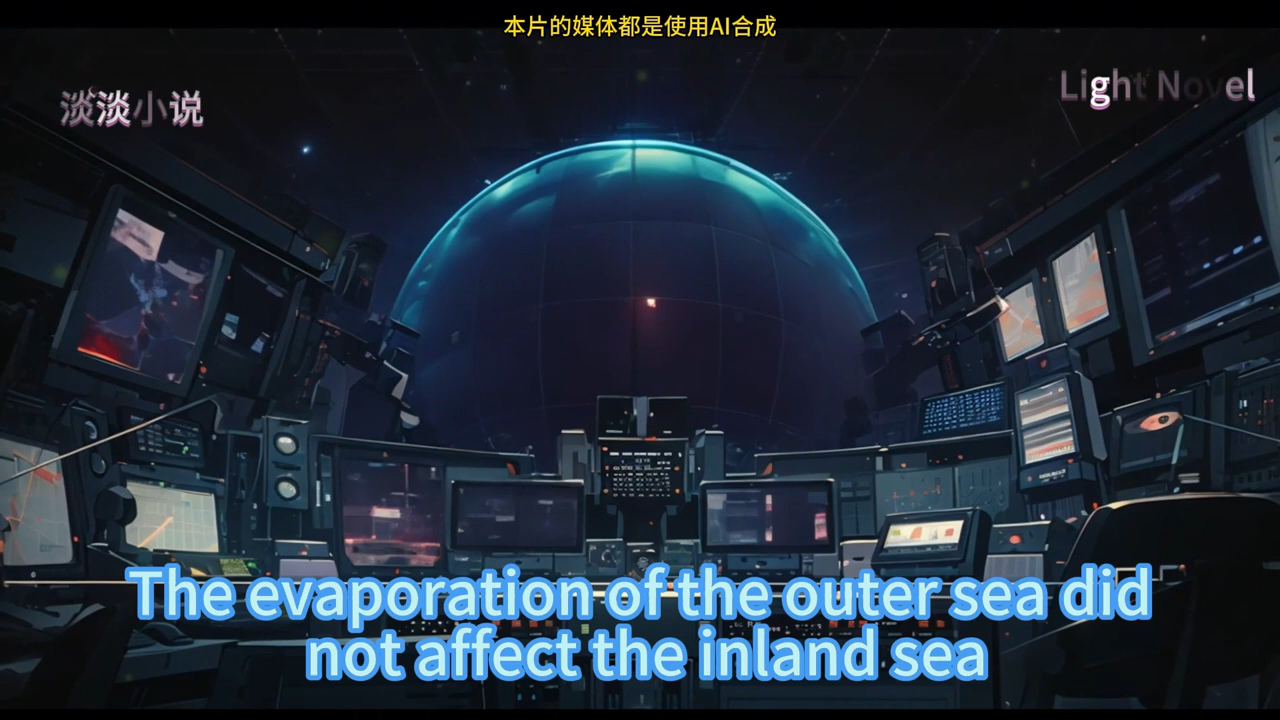 本片的媒体都是使用AI合成
淡淡小说
Light Novel
The evaporation of the outer sea did
not affect the inland sea